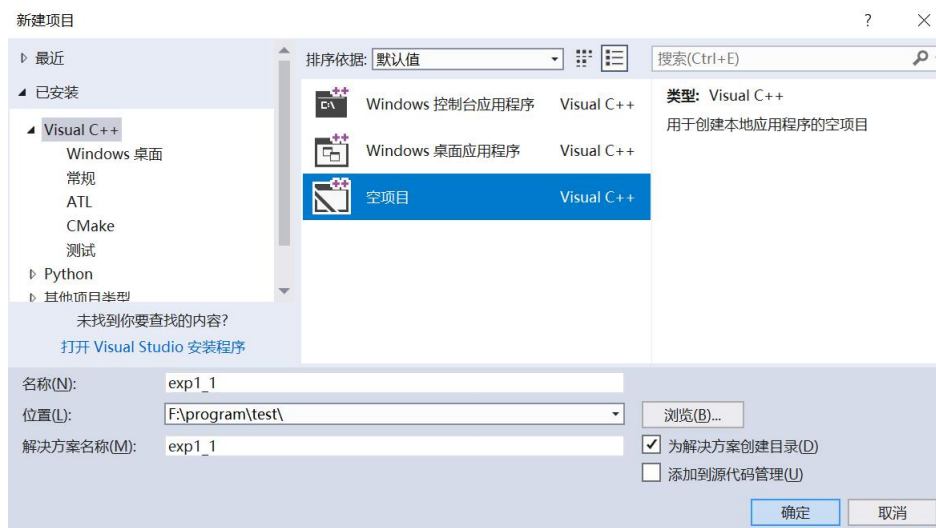 新建项目
? ×
▷ 最近
◢ 已安装
◢ Visual C++
Windows 桌面
常规
ATL
CMake
测试
▷ Python
▷ 其他项目类型
未找到你要查找的内容?
打开 Visual Studio 安装程序
排序依据: 默认值
C:\
Windows 控制台应用程序 Visual C++
Windows 桌面应用程序 Visual C++
空项目 Visual C++
搜索(Ctrl+E)
类型: Visual C++
用于创建本地应用程序的空项目
名称(N): exp1_1
位置(L): F:\program\test\ 浏览(B)...
解决方案名称(M): exp1_1
为解决方案创建目录(D)
添加到源代码管理(U)
确定 取消